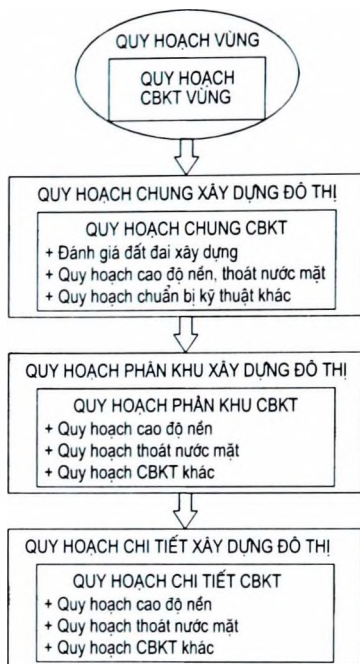 QUY HOẠCH VÙNG
QUY HOẠCH
CBKT VÙNG
QUY HOẠCH CHUNG XÂY DỰNG ĐÔ THỊ
QUY HOẠCH CHUNG CBKT
+ Đánh giá đất đai xây dựng
+ Quy hoạch cao độ nền, thoát nước mặt
+ Quy hoạch chuẩn bị kỹ thuật khác
QUY HOẠCH PHÂN KHU XÂY DỰNG ĐÔ THỊ
QUY HOẠCH PHÂN KHU CBKT
+ Quy hoạch cao độ nền
+ Quy hoạch thoát nước mặt
+ Quy hoạch CBKT khác
QUY HOẠCH CHI TIẾT XÂY DỰNG ĐÔ THỊ
QUY HOẠCH CHI TIẾT CBKT
+ Quy hoạch cao độ nền
+ Quy hoạch thoát nước mặt
+ Quy hoạch CBKT khác